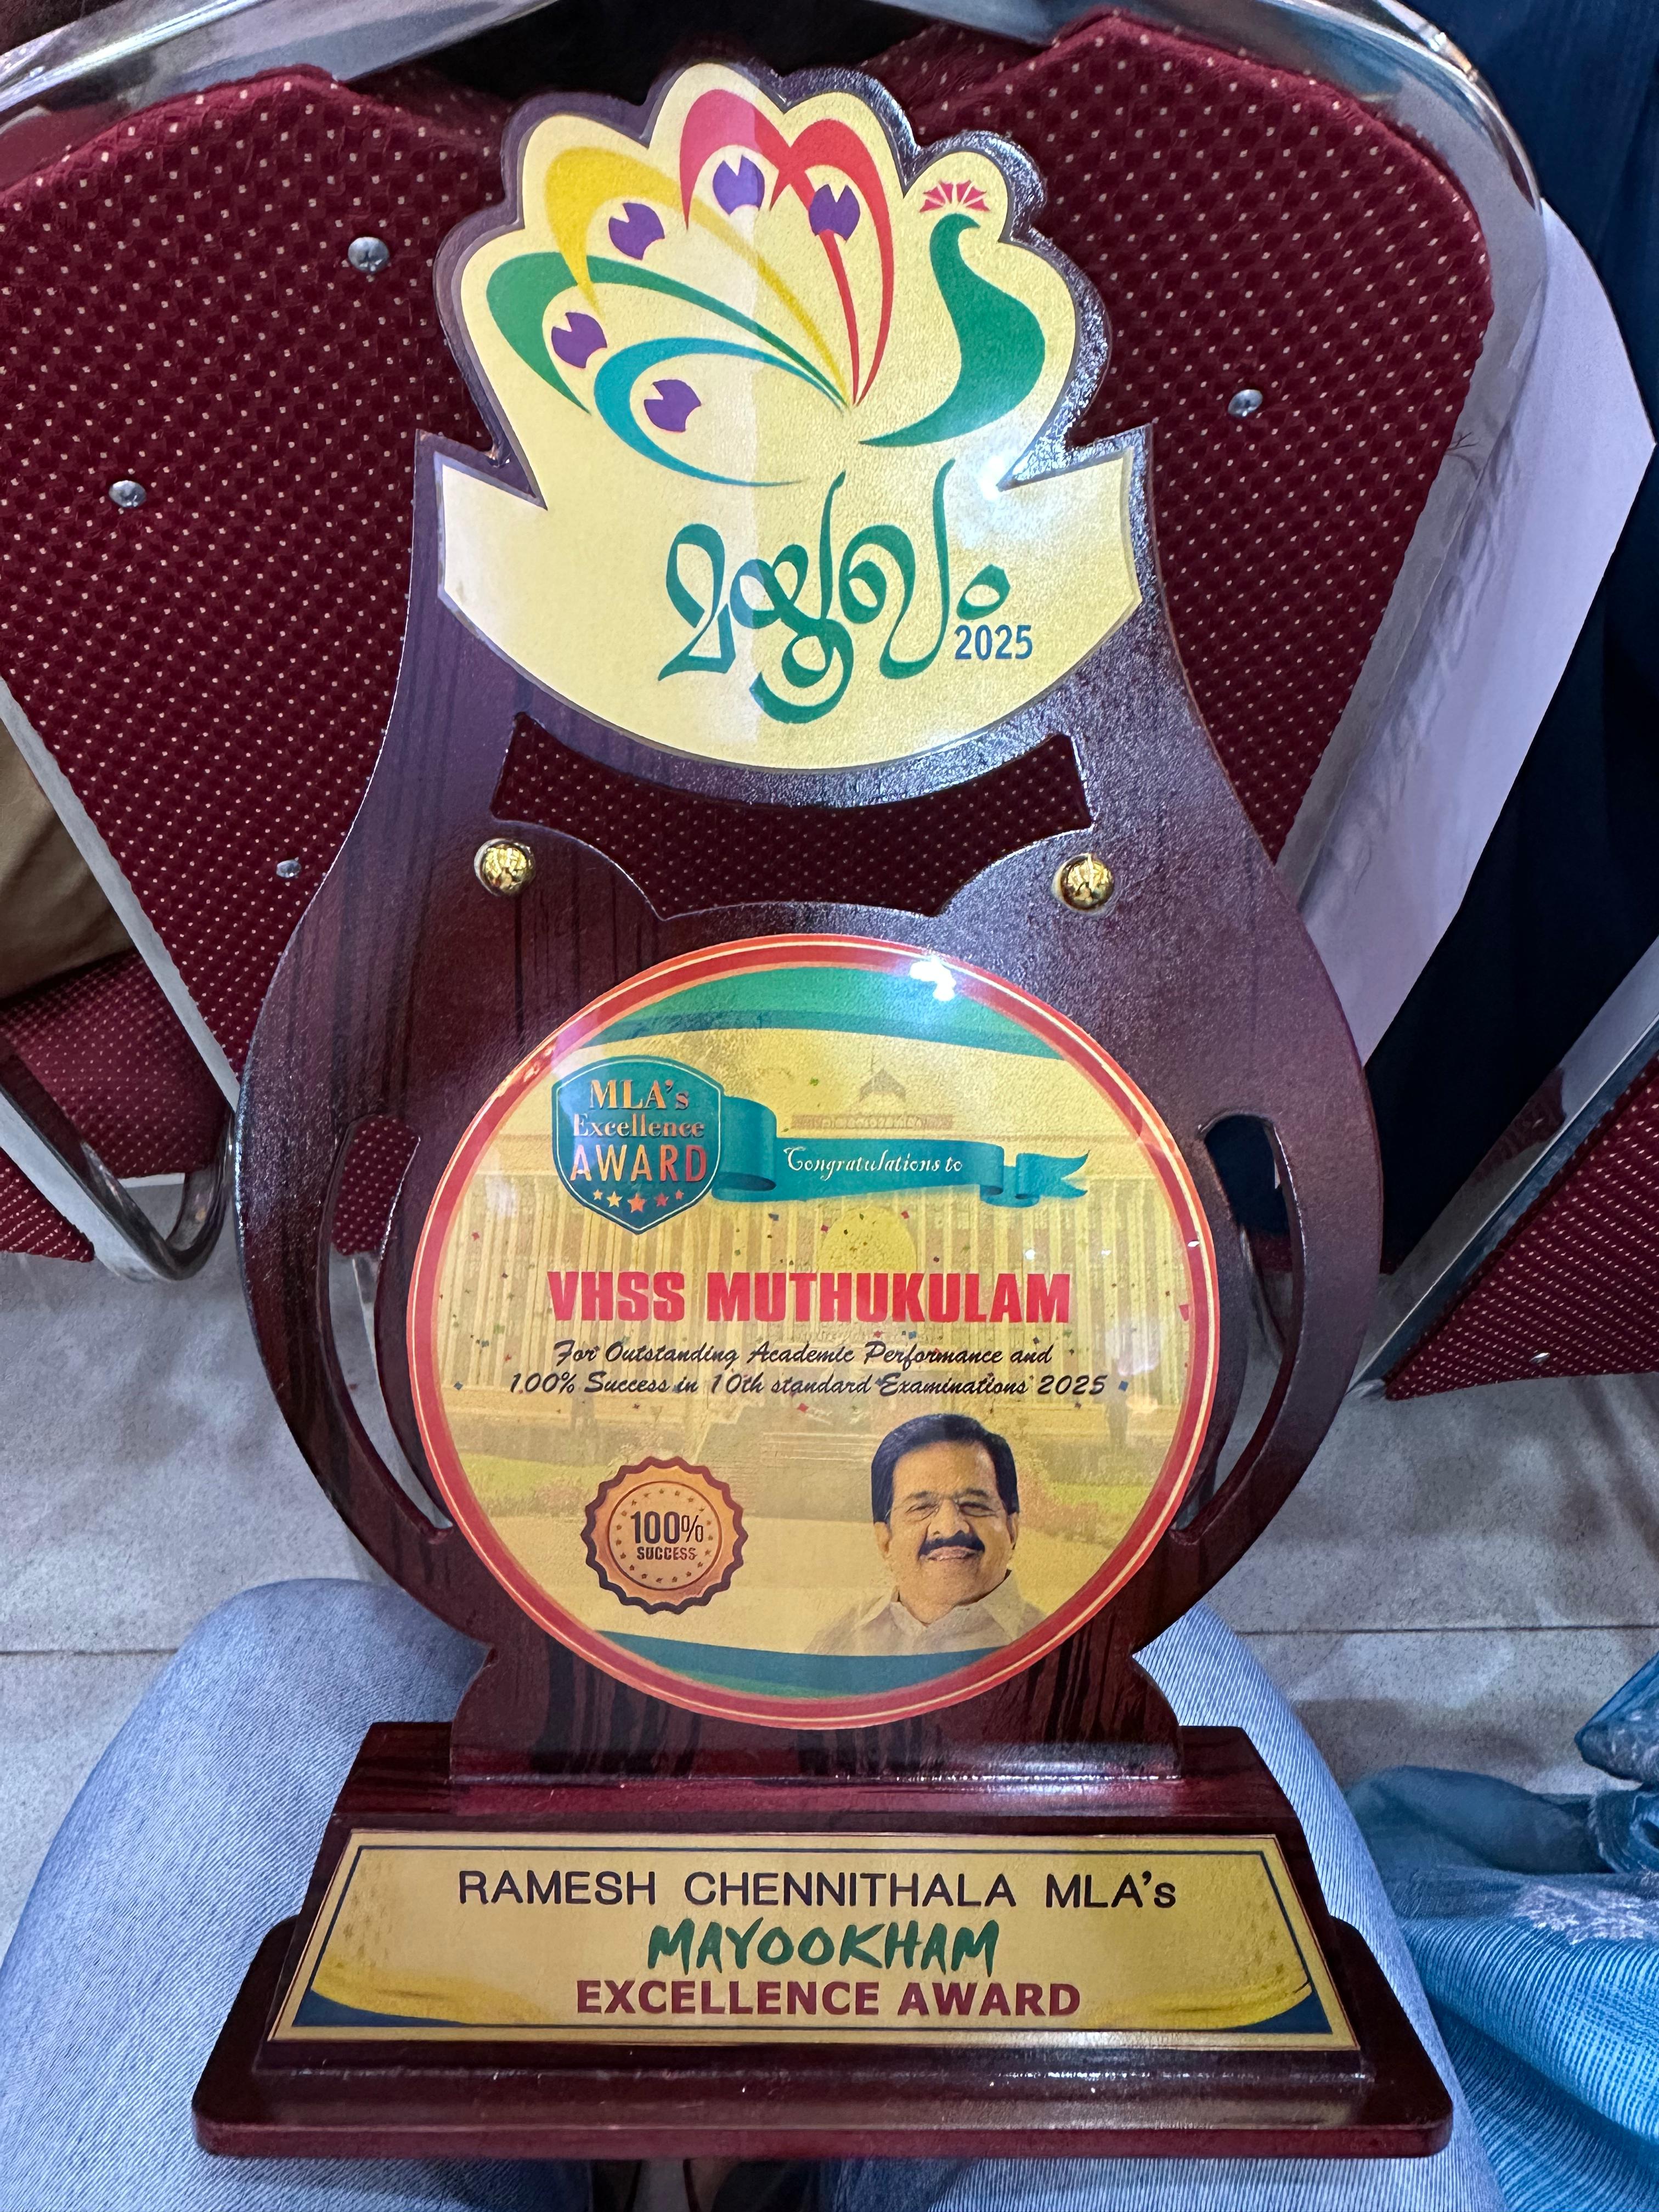 മയൂഖം
2025
MLA's
Excellence
AWARD
Congratulations to
VHSS MUTHUKULAM
For Outstanding Academic Performance and
100% Success in 10th standard Examinations 2025
100%
SUCCESS
RAMESH CHENNITHALA MLA's
MAYOOKHAM
EXCELLENCE AWARD